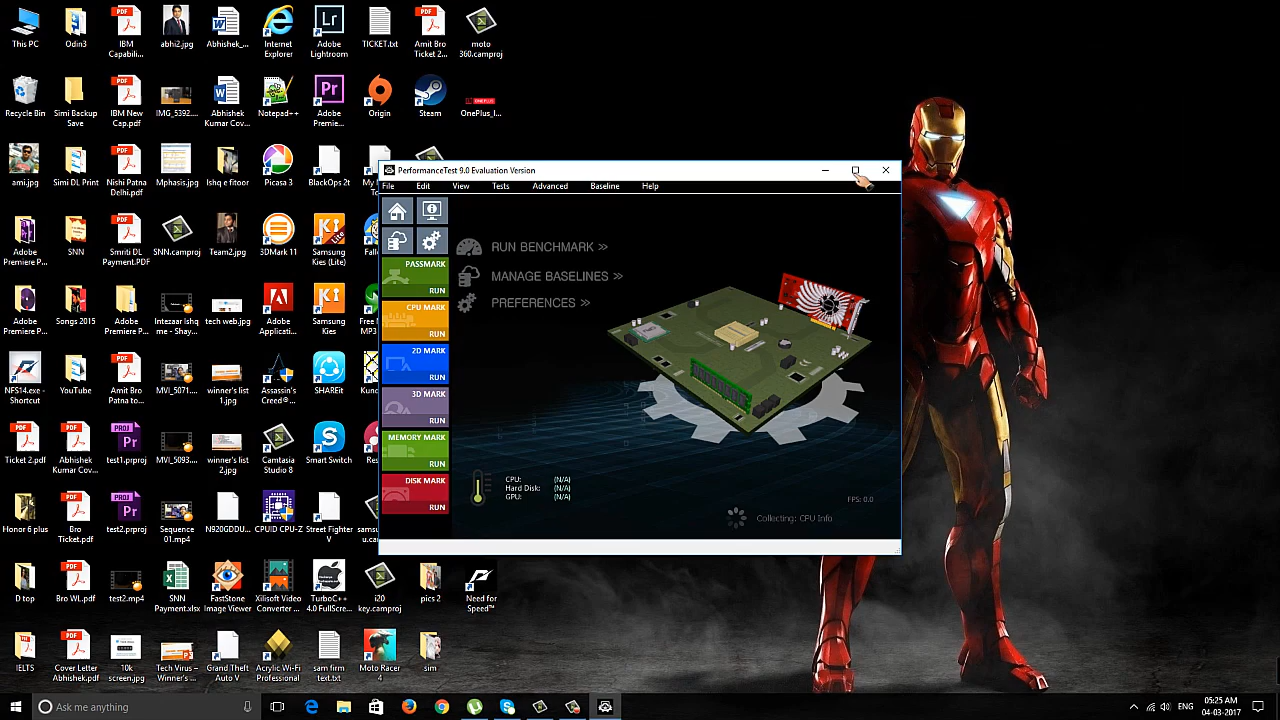 This PC
Odin3
IBM
Capabili...
abhi2.jpg
Abhishek_...
Internet
Explorer
Adobe
Lightroom
TICKET.txt
Amit Bro
Ticket 2...
moto
360.camproj
Recycle Bin
Simi Backup
Save
IBM New
Cap.pdf
IMG_5392....
Abhishek
Kumar Cov...
Notepad++
Adobe
Premiere...
Origin
Steam
OnePlus_I...
ami.jpg
Simi DL Print
Nishi Patna
Delhi.pdf
Mphasis.jpg
Ishq e fitoor
Picasa 3
BlackOps 2t
Adobe
Premiere P...
SNN
Smriti DL
Payment.PDF
SNN.camproj
Team2.jpg
3DMark 11
Samsung
Kies (Lite)
Adobe
Premiere P...
Songs 2015
Adobe
Premiere P...
Intezaar
Ishq - Shay...
tech web.jpg
Adobe
Applicati...
Samsung
Kies
NFS14.exe -
Shortcut
YouTube
Amit Bro
Patna to...
MVI_5071....
winner's list
1.jpg
Assassin's
Creed®...
SHAREit
Ticket 2.pdf
Abhishek
Kumar Cov...
test1.prproj
MVI_5093....
winner's list
2.jpg
Camtasia
Studio 8
Smart Switch
Honor 6 plus
Bro
Ticket.pdf
test2.prproj
Sequence
01.mp4
N920GDDU...
CPUID CPU-Z
Street Fighter
V
D top
Bro WL.pdf
test2.mp4
SNN
Payment.xlsx
FastStone
Image Viewer
Xilisoft Video
Converter ...
TurboC++
4.0 FullScre...
i20
key.camproj
pics 2
Need for
Speed™
IELTS
Cover Letter
Abhishek.pdf
10k
screen.jpg
Tech Virus –
Winner's ...
Grand Theft
Auto V
Acrylic Wi-Fi
Professional
sam firm
text.txt
Moto Racer
4
sim
PerformanceTest 9.0 Evaluation Version
File Edit View Tests Advanced Baseline Help
PASSMARK
RUN
CPU MARK
RUN
2D MARK
RUN
3D MARK
RUN
MEMORY MARK
RUN
DISK MARK
RUN
RUN BENCHMARK »
MANAGE BASELINES »
PREFERENCES »
CPU: (N/A)
Hard Disk: (N/A)
GPU: (N/A)
FPS: 0.0
Collecting: CPU Info
Ask me anything
ENG
05:25 AM
04-03-2017